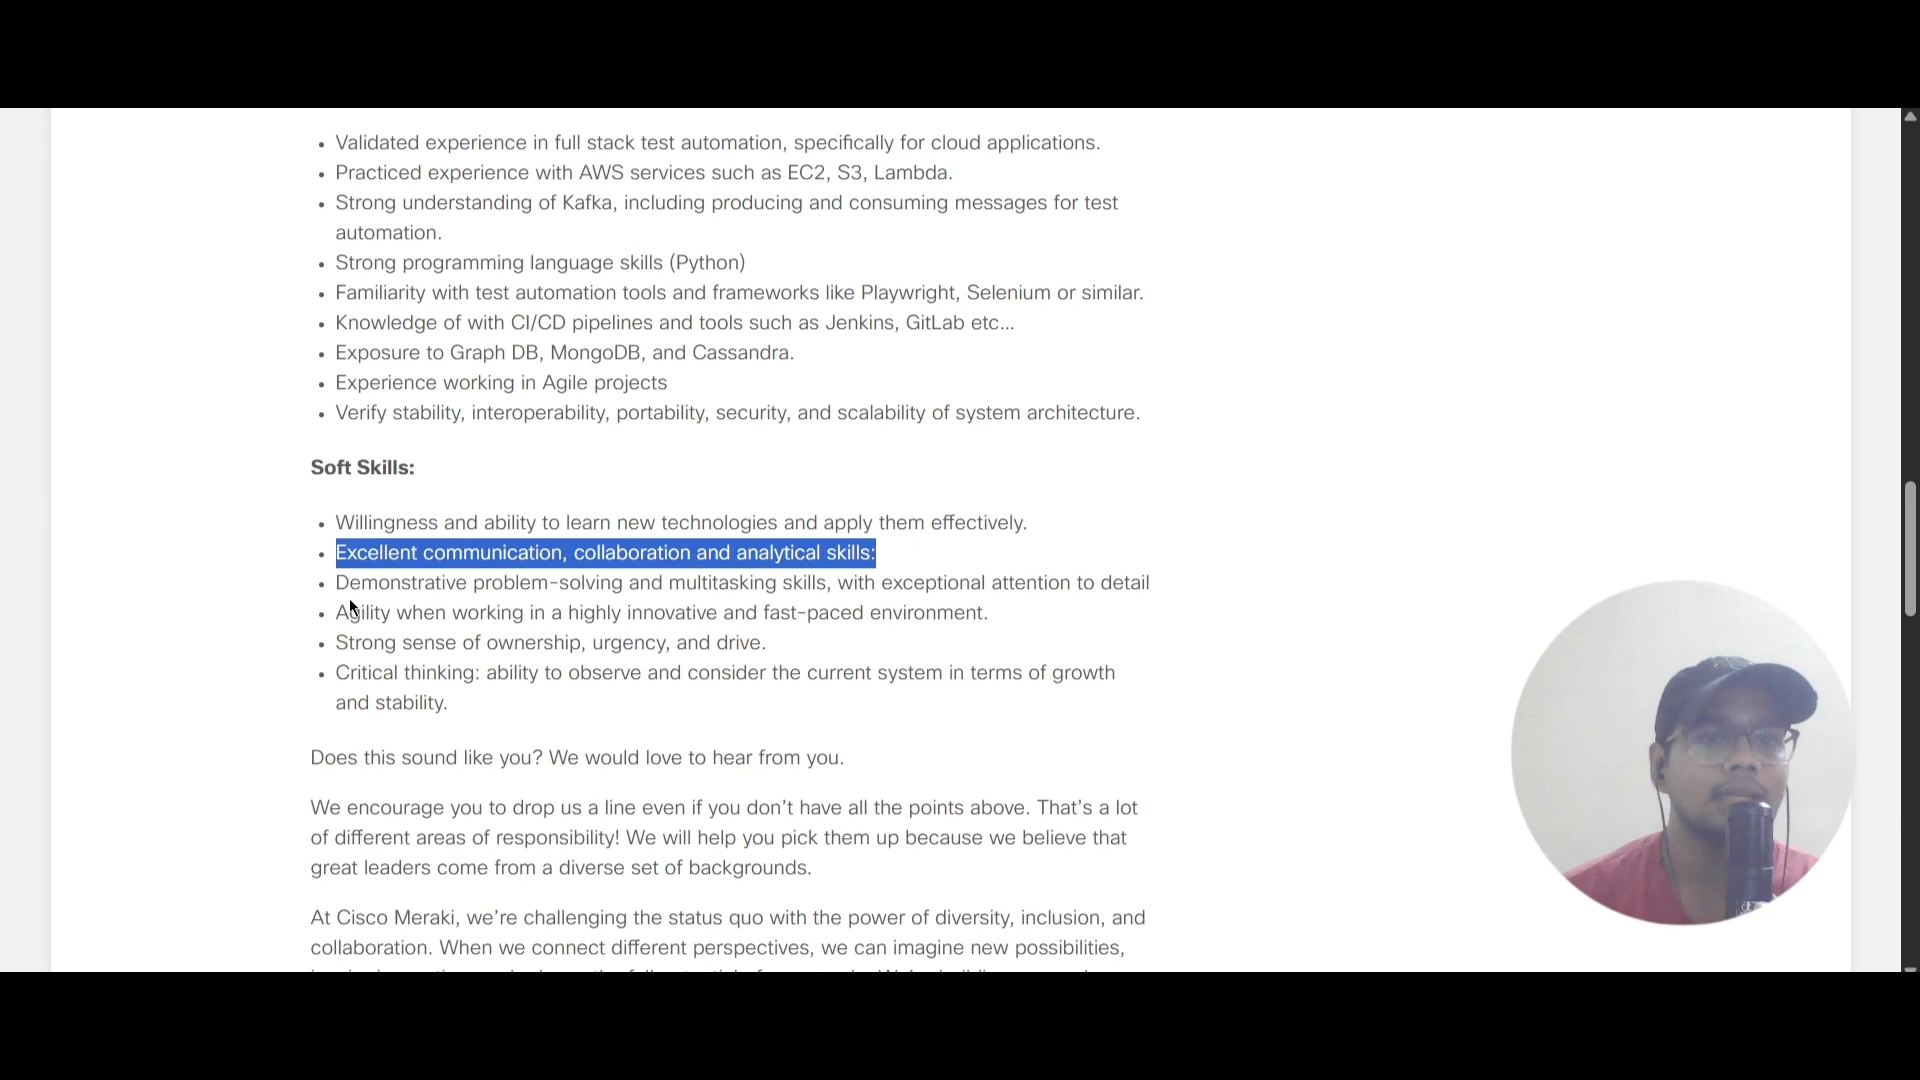 Validated experience in full stack test automation, specifically for cloud applications.
Practiced experience with AWS services such as EC2, S3, Lambda.
Strong understanding of Kafka, including producing and consuming messages for test
automation.
Strong programming language skills (Python)
Familiarity with test automation tools and frameworks like Playwright, Selenium or similar.
Knowledge of with CI/CD pipelines and tools such as Jenkins, GitLab etc...
Exposure to Graph DB, MongoDB, and Cassandra.
Experience working in Agile projects
Verify stability, interoperability, portability, security, and scalability of system architecture.
Soft Skills:
Willingness and ability to learn new technologies and apply them effectively.
Excellent communication, collaboration and analytical skills:
Demonstrative problem-solving and multitasking skills, with exceptional attention to detail
Agility when working in a highly innovative and fast-paced environment.
Strong sense of ownership, urgency, and drive.
Critical thinking: ability to observe and consider the current system in terms of growth
and stability.
Does this sound like you? We would love to hear from you.
We encourage you to drop us a line even if you don't have all the points above. That's a lot
of different areas of responsibility! We will help you pick them up because we believe that
great leaders come from a diverse set of backgrounds.
At Cisco Meraki, we're challenging the status quo with the power of diversity, inclusion, and
collaboration. When we connect different perspectives, we can imagine new possibilities,